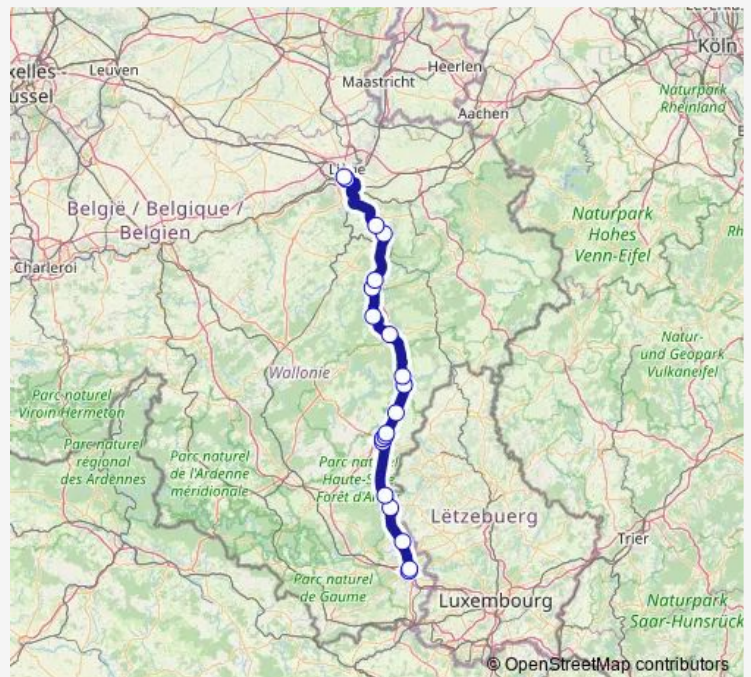 Köln
Leuven
Heerlen
Maastricht
Aachen
Naturpark
Rheinland
België / Belgique /
Belgien
Naturpark
Hohes
Venn-Eifel
Charleroi
Natur-
und Geopark
Vulkaneifel
Wallonie
Parc naturel
Viroin Hermeton
Parc naturel
régional
des Ardennes
Parc naturel
de l'Ardenne
méridionale
Lëtzebuerg
Trier
Parc naturel
de Gaume
Luxembourg
Naturpark
Saar-Hunsrück
© OpenStreetMap contributors